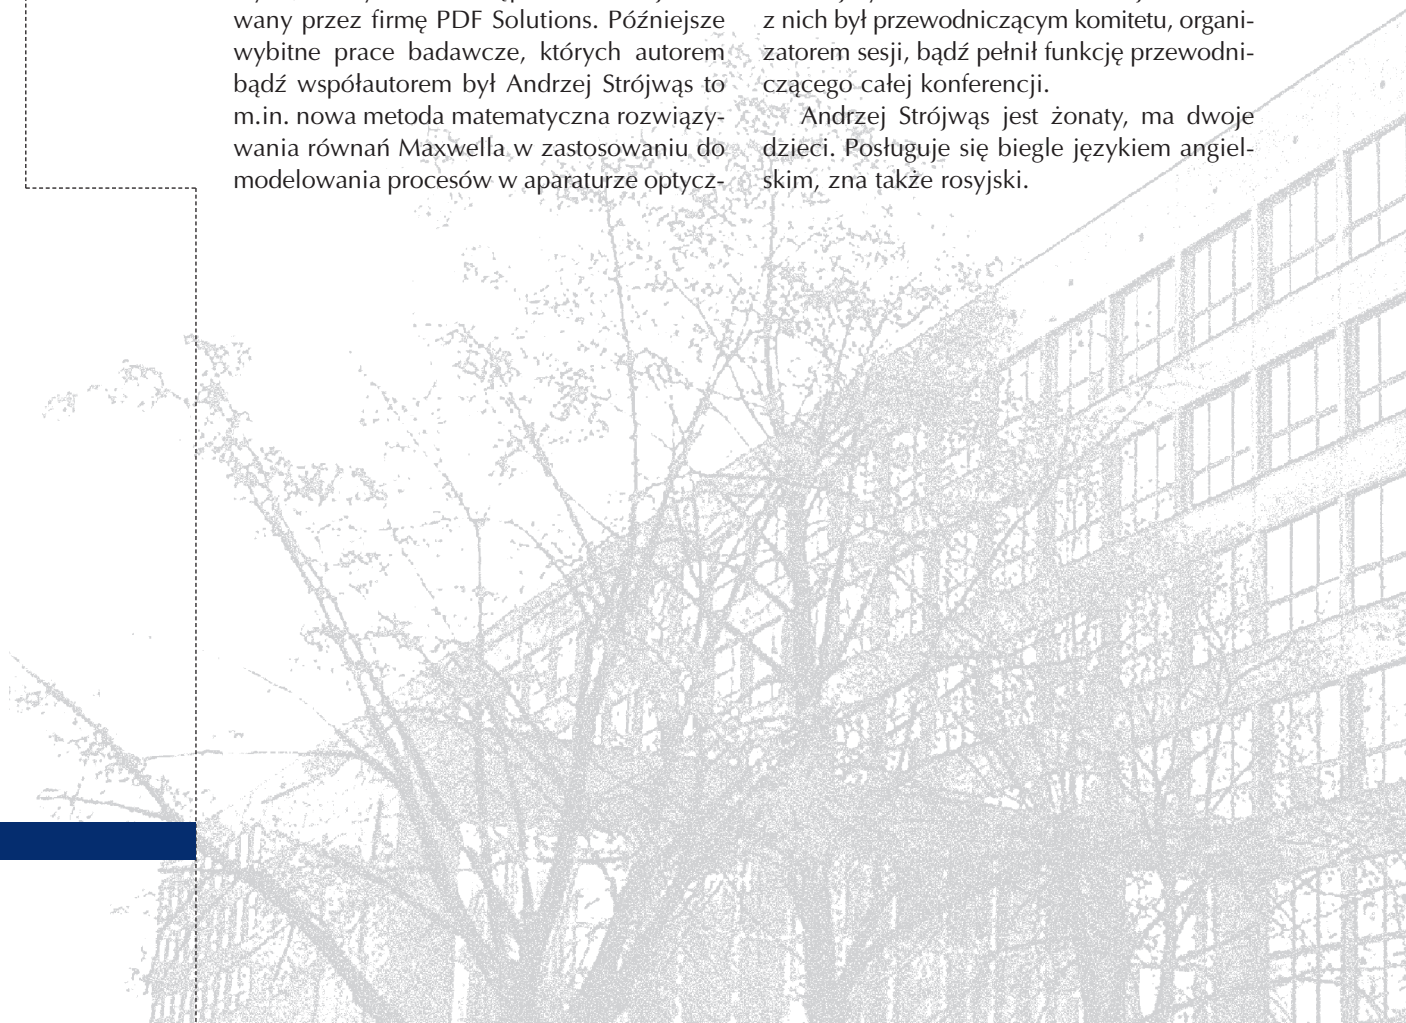 wany przez firmę PDF Solutions. Późniejsze
wybitne prace badawcze, których autorem
bądź współautorem był Andrzej Strójwąs to
m.in. nowa metoda matematyczna rozwiązy-
wania równań Maxwella w zastosowaniu do
modelowania procesów w aparaturze optycz-
z nich był przewodniczącym komitetu, organi-
zatorem sesji, bądź pełnił funkcję przewodni-
czącego całej konferencji.
Andrzej Strójwąs jest żonaty, ma dwoje
dzieci. Posługuje się biegle językiem angiel-
skim, zna także rosyjski.